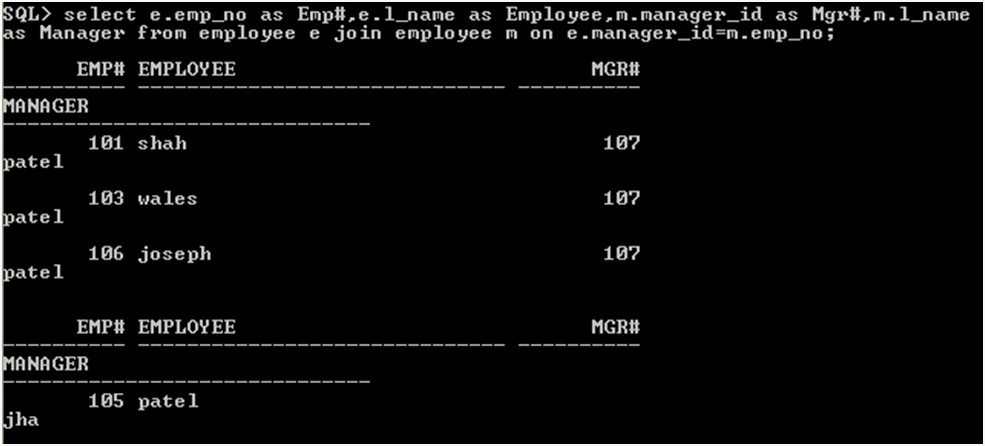 SQL> select e.emp_no as Emp#,e.l_name as Employee,m.manager_id as Mgr#,m.l_name
as Manager from employee e join employee m on e.manager_id=m.emp_no;
EMP# EMPLOYEE MGR#
---------- ------------------------------ ----------
MANAGER
------------------------------
101 shah 107
patel
103 wales 107
patel
106 joseph 107
patel
EMP# EMPLOYEE MGR#
---------- ------------------------------ ----------
MANAGER
------------------------------
105 patel
jha